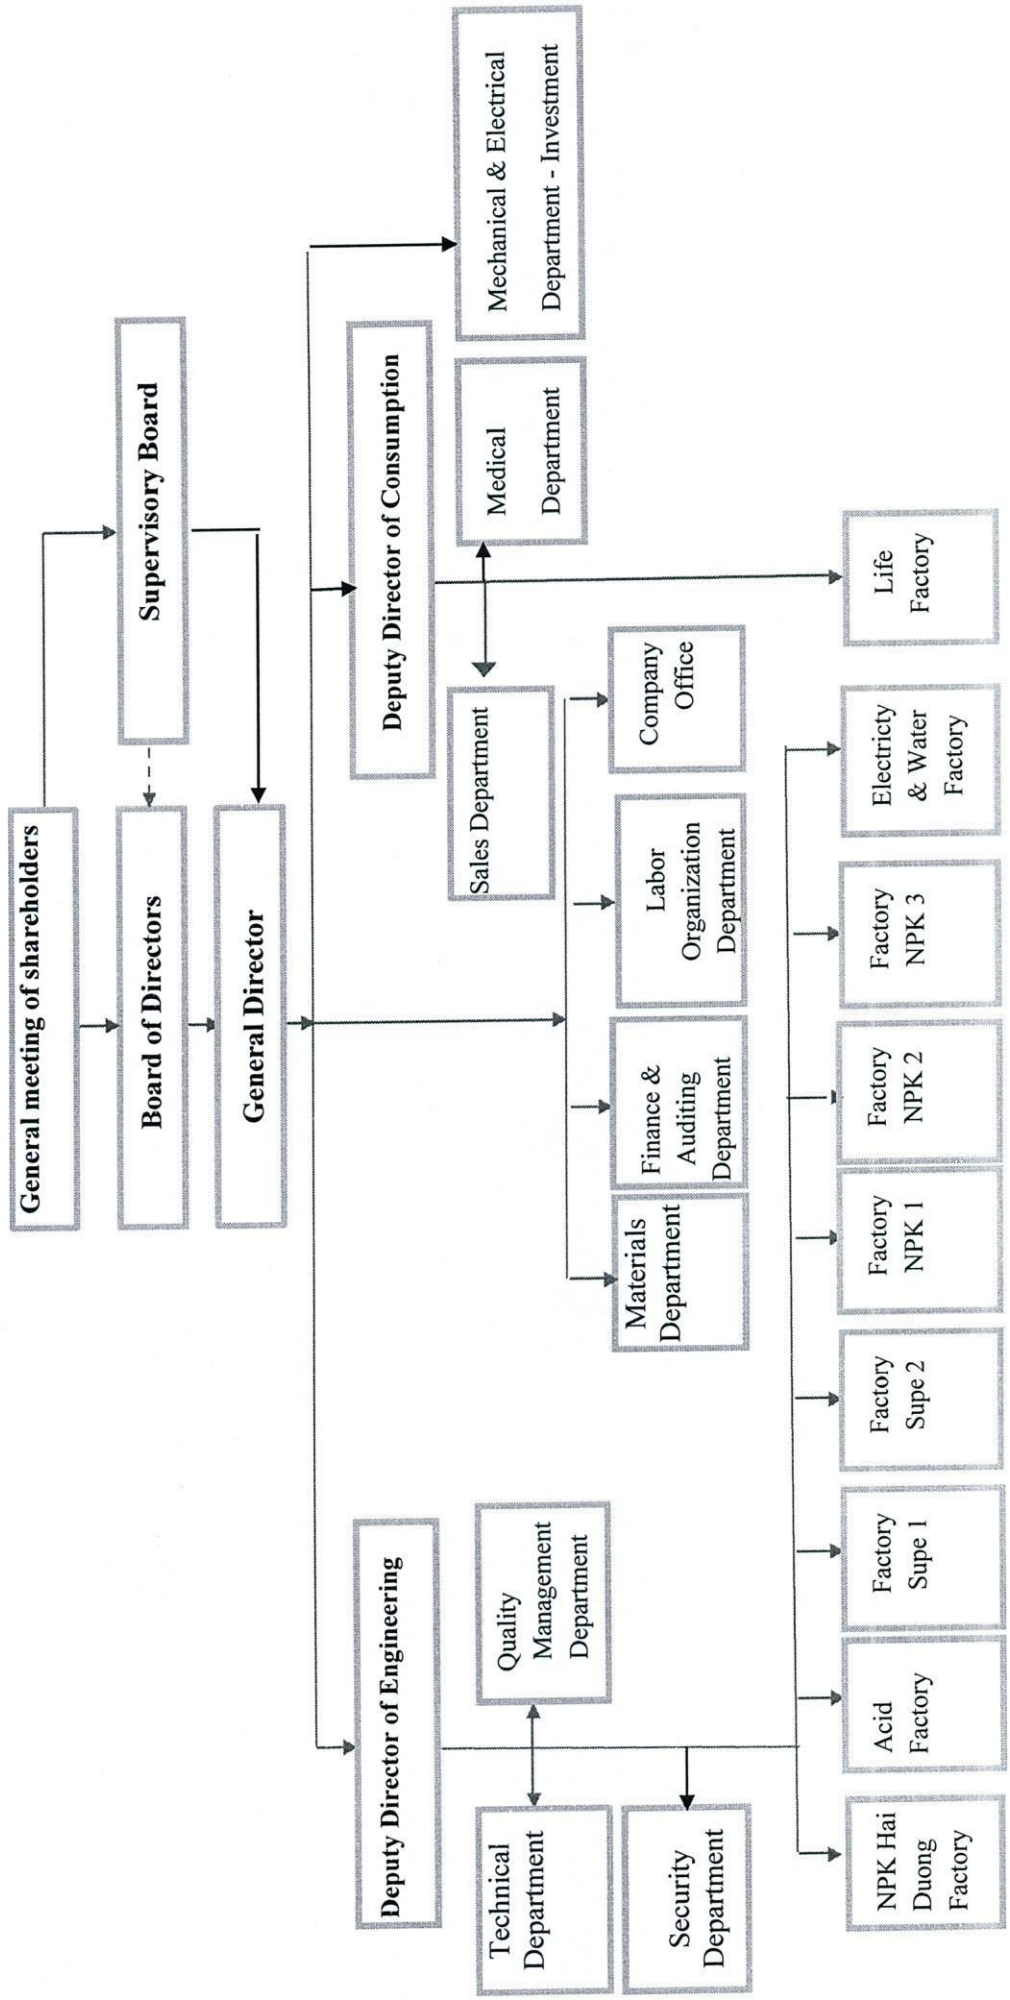 General meeting of shareholders
Supervisory Board
Board of Directors
General Director
Deputy Director of Engineering
Deputy Director of Consumption
Technical
Department
Quality
Management
Department
Sales Department
Medical
Department
Mechanical & Electrical
Department - Investment
Security
Department
Materials
Department
Finance &
Auditing
Department
Labor
Organization
Department
Company
Office
NPK Hai
Duong
Factory
Acid
Factory
Factory
Supe 1
Factory
Supe 2
Factory
NPK 1
Factory
NPK 2
Factory
NPK 3
Electricty
& Water
Factory
Life
Factory